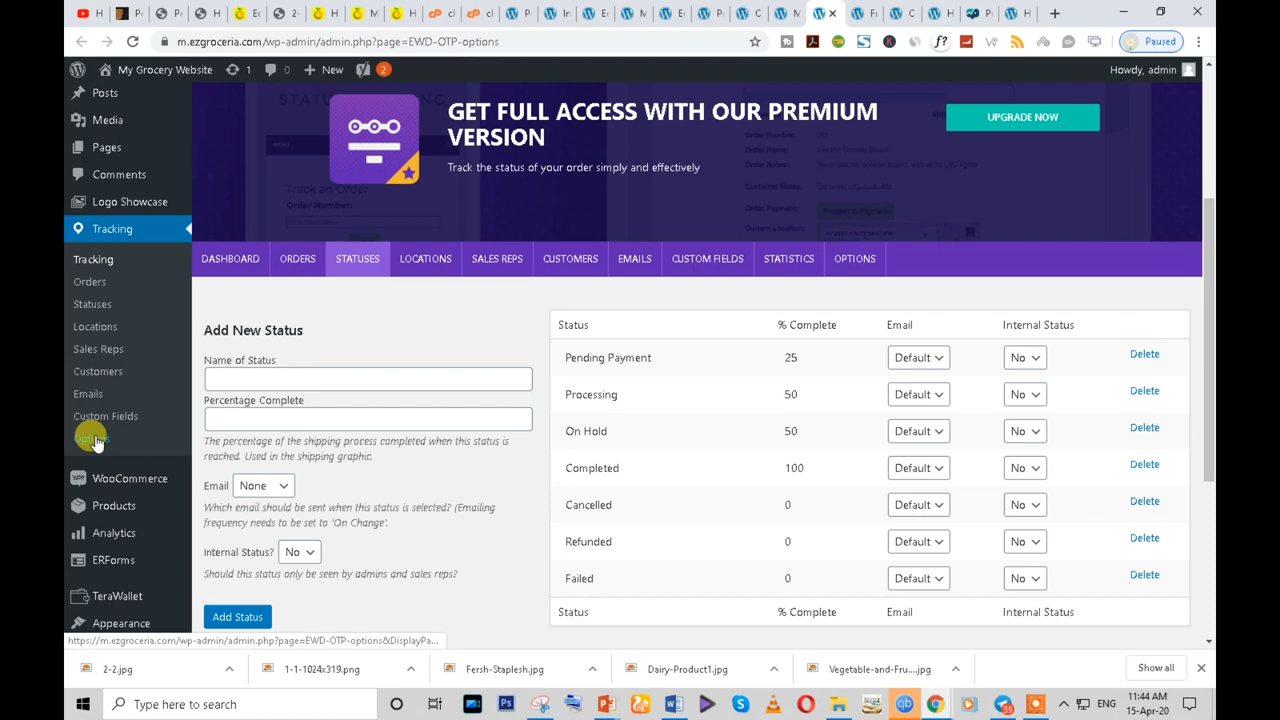 m.ezgroceria.com/wp-admin/admin.php?page=EWD-OTP-options
Paused
My Grocery Website
1
0
New
2
Howdy, admin
Posts
Media
Pages
Comments
Logo Showcase
Tracking
Tracking
Orders
Statuses
Locations
Sales Reps
Customers
Emails
Custom Fields
Options
WooCommerce
Products
Analytics
ERForms
TeraWallet
Appearance
GET FULL ACCESS WITH OUR PREMIUM
VERSION
Track the status of your order simply and effectively
UPGRADE NOW
DASHBOARD
ORDERS
STATUSES
LOCATIONS
SALES REPS
CUSTOMERS
EMAILS
CUSTOM FIELDS
STATISTICS
OPTIONS
Add New Status
Name of Status
Percentage Complete
The percentage of the shipping process completed when this status is
reached. Used in the shipping graphic.
Email None
Which email should be sent when this status is selected? (Emailing
frequency needs to be set to 'On Change'.
Internal Status? No
Should this status only be seen by admins and sales reps?
Add Status
Status % Complete Email Internal Status
Pending Payment 25 Default No Delete
Processing 50 Default No Delete
On Hold 50 Default No Delete
Completed 100 Default No Delete
Cancelled 0 Default No Delete
Refunded 0 Default No Delete
Failed 0 Default No Delete
Status % Complete Email Internal Status
https://m.ezgroceria.com/wp-admin/admin.php?page=EWD-OTP-options&DisplayPa...
2-2.jpg
1-1-1024x319.png
Fersh-Staplesh.jpg
Dairy-Product1.jpg
Vegetable-and-Fru....jpg
Show all
Type here to search
ENG
11:44 AM
15-Apr-20